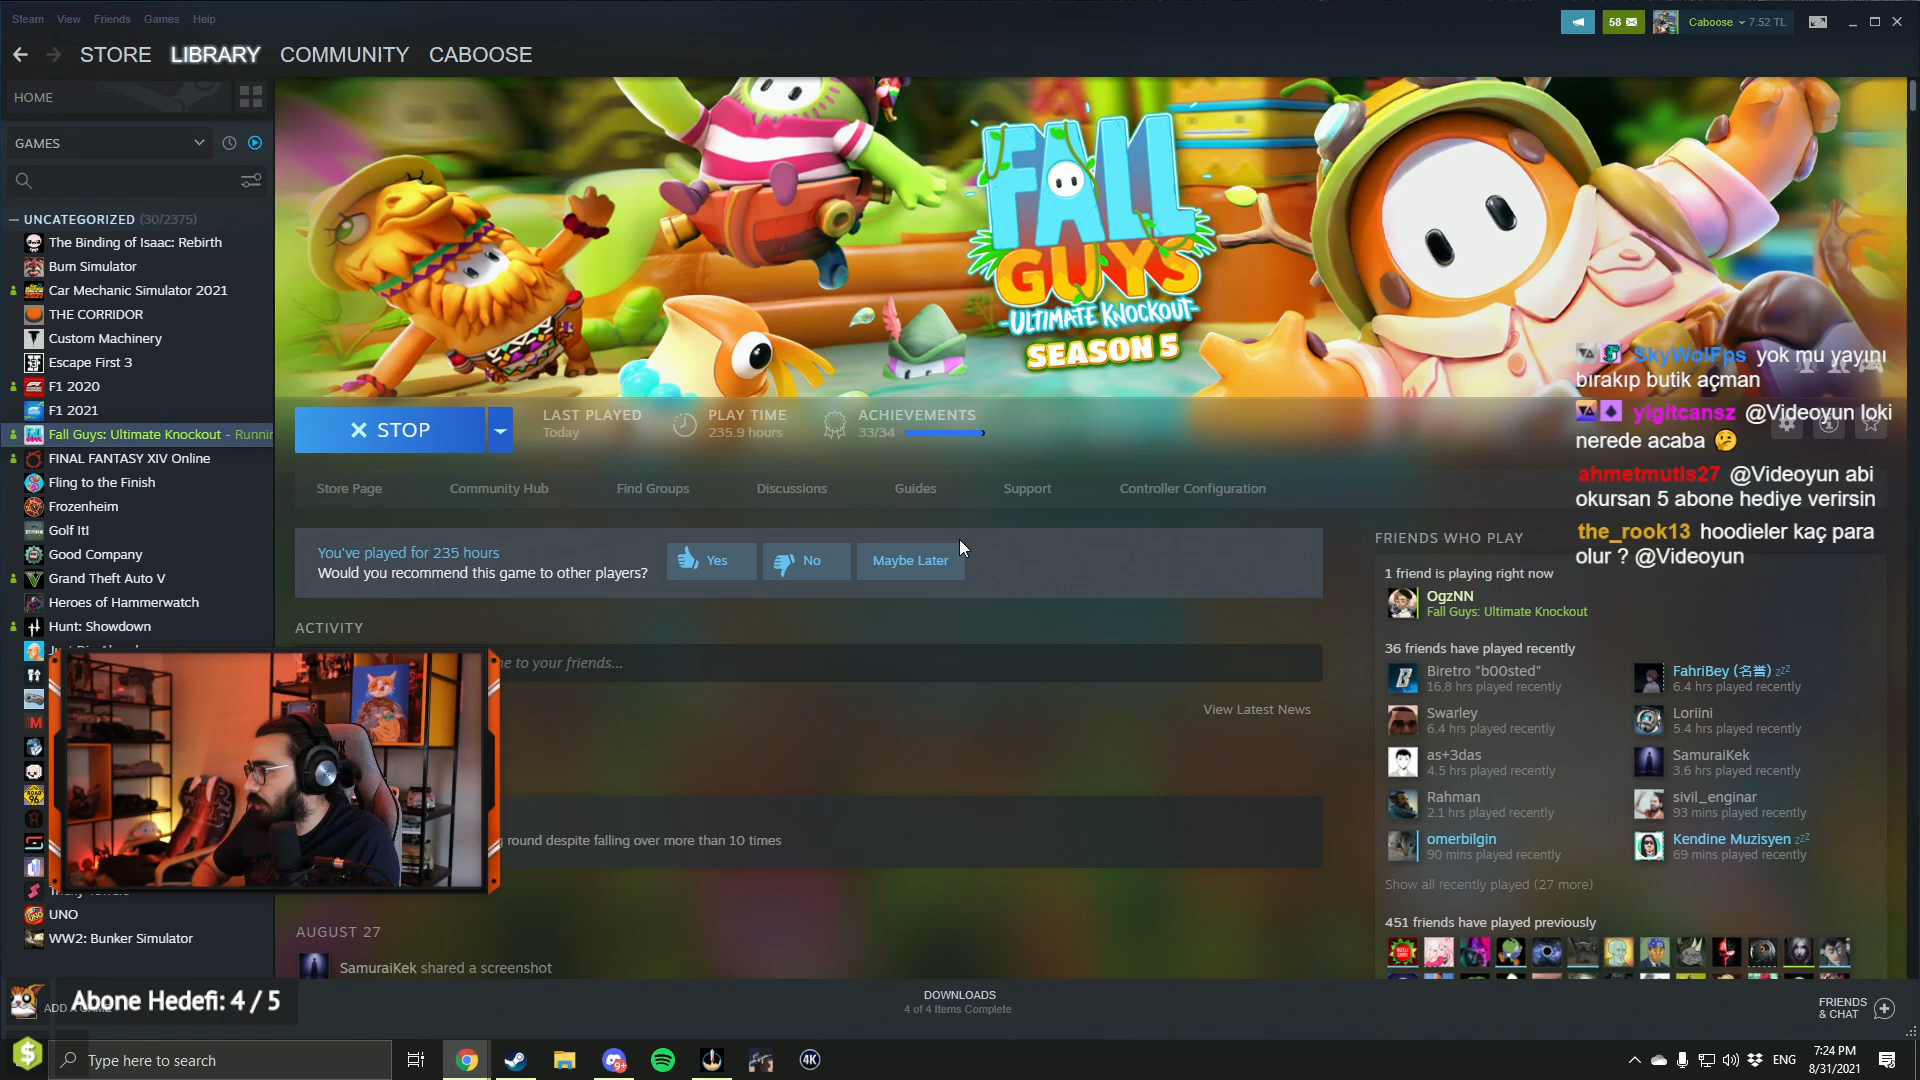 Steam View Friends Games Help
58
Caboose 7.52 TL
STORE LIBRARY COMMUNITY CABOOSE
HOME
GAMES
UNCATEGORIZED (30/2375)
The Binding of Isaac: Rebirth
Bum Simulator
Car Mechanic Simulator 2021
THE CORRIDOR
Custom Machinery
Escape First 3
F1 2020
F1 2021
Fall Guys: Ultimate Knockout - Runnin
FINAL FANTASY XIV Online
Fling to the Finish
Frozenheim
Golf It!
Good Company
Grand Theft Auto V
Heroes of Hammerwatch
Hunt: Showdown
UNO
WW2: Bunker Simulator
FALL
GUYS
-ULTIMATE KNOCKOUT-
SEASON 5
STOP
LAST PLAYED
Today
PLAY TIME
235.9 hours
ACHIEVEMENTS
33/34
Store Page Community Hub Find Groups Discussions Guides Support Controller Configuration
You've played for 235 hours
Would you recommend this game to other players?
Yes
No
Maybe Later
ACTIVITY
to your friends...
View Latest News
round despite falling over more than 10 times
AUGUST 27
SamuraiKek shared a screenshot
SkyWolFps yok mu yayını
bırakıp butik açman
yigitcansz @Videoyun loki
nerede acaba
ahmetmutis27 @Videoyun abi
okursan 5 abone hediye verirsin
the_rook13 hoodieler kaç para
olur ? @Videoyun
FRIENDS WHO PLAY
1 friend is playing right now
OgzNN
Fall Guys: Ultimate Knockout
36 friends have played recently
Biretro "b00sted"
16.8 hrs played recently
FahriBey (名誉) zzZ
6.4 hrs played recently
Swarley
6.4 hrs played recently
Loriini
5.4 hrs played recently
as+3das
4.5 hrs played recently
SamuraiKek
3.6 hrs played recently
Rahman
2.1 hrs played recently
sivil_enginar
93 mins played recently
omerbilgin
90 mins played recently
Kendine Muzisyen zzZ
69 mins played recently
Show all recently played (27 more)
451 friends have played previously
Abone Hedefi: 4 / 5
DOWNLOADS
4 of 4 Items Complete
FRIENDS
& CHAT
Type here to search
4K
ENG
7:24 PM
8/31/2021